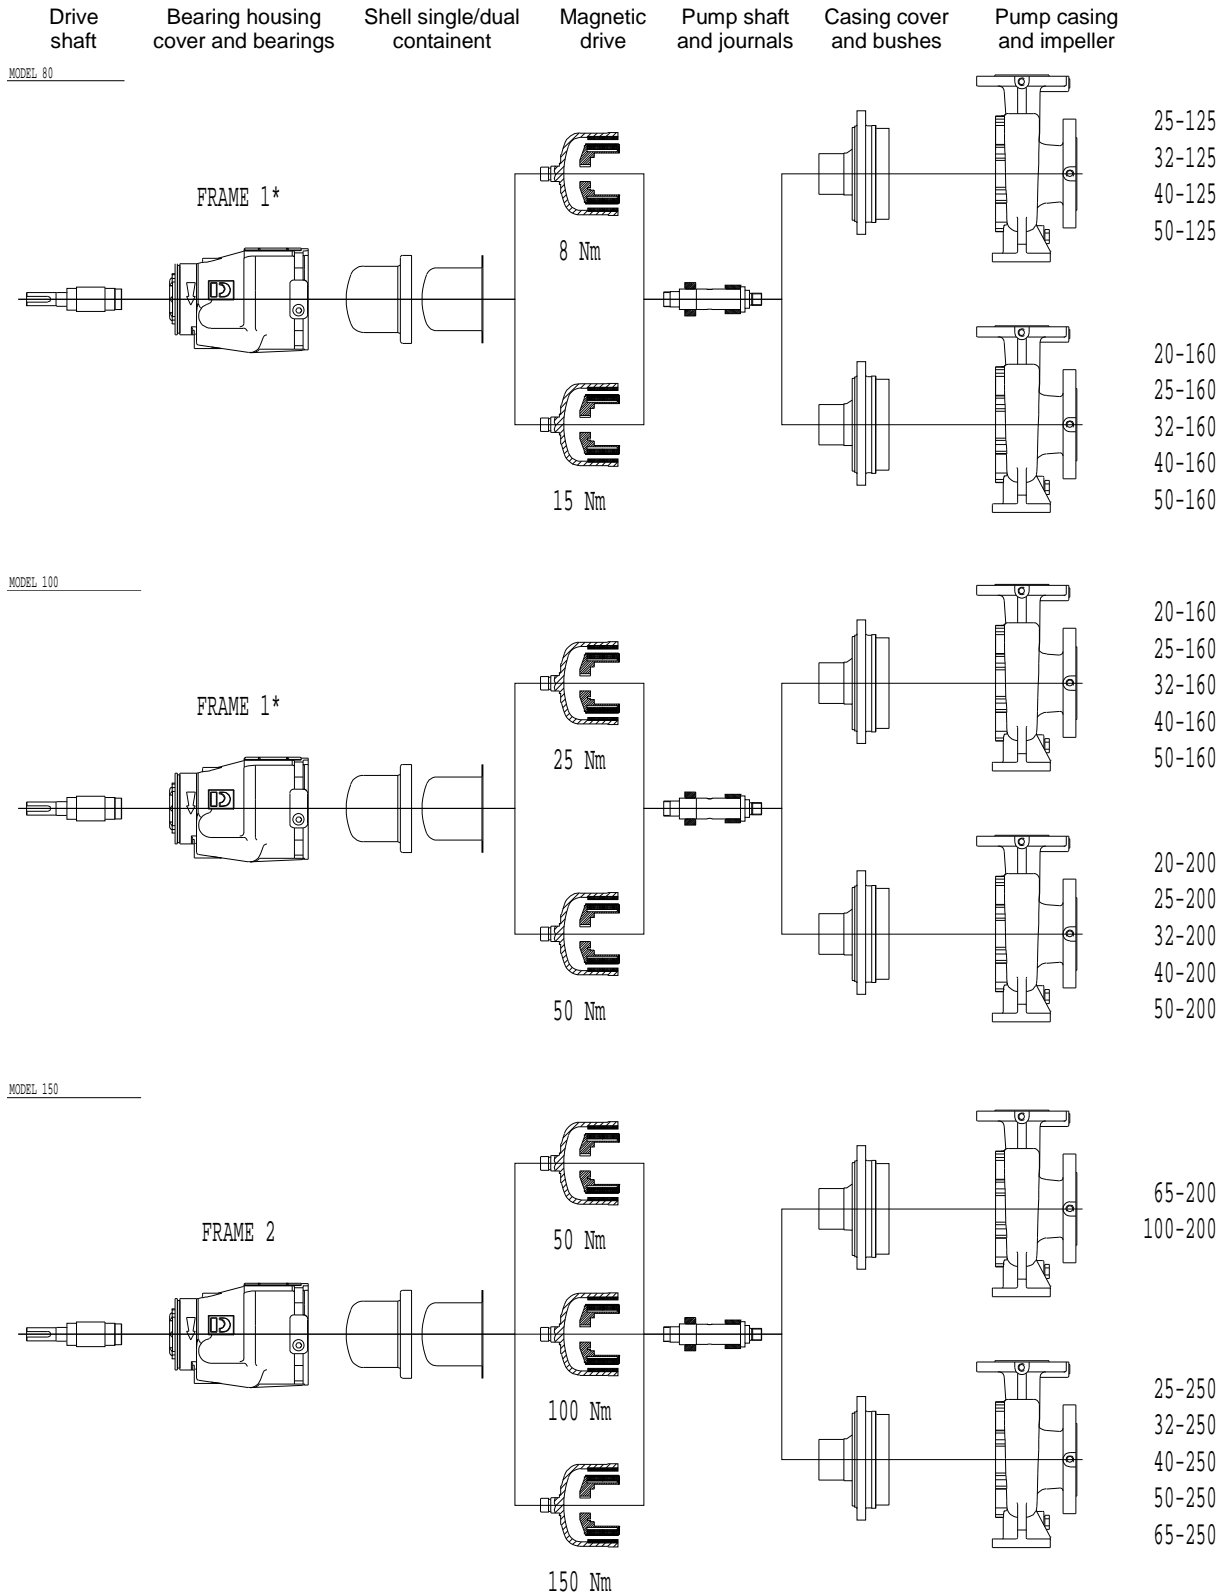 Drive
shaft
Bearing housing
cover and bearings
Shell single/dual
containent
Magnetic
drive
Pump shaft
and journals
Casing cover
and bushes
Pump casing
and impeller
MODEL 80
FRAME 1*
8 Nm
15 Nm
25-125
32-125
40-125
50-125
20-160
25-160
32-160
40-160
50-160
MODEL 100
FRAME 1*
25 Nm
50 Nm
20-160
25-160
32-160
40-160
50-160
20-200
25-200
32-200
40-200
50-200
MODEL 150
FRAME 2
50 Nm
100 Nm
150 Nm
65-200
100-200
25-250
32-250
40-250
50-250
65-250